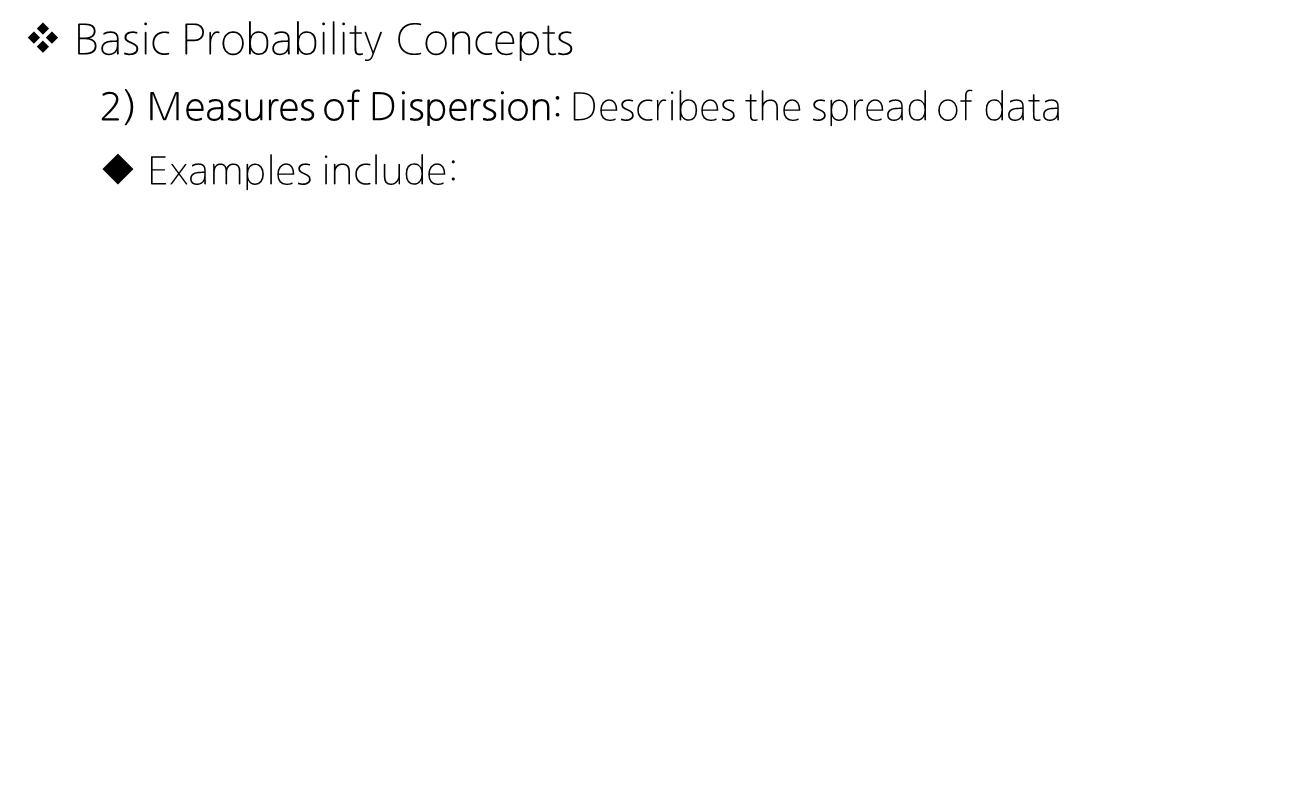 ❖ Basic Probability Concepts
2) Measures of Dispersion: Describes the spread of data
◆ Examples include: